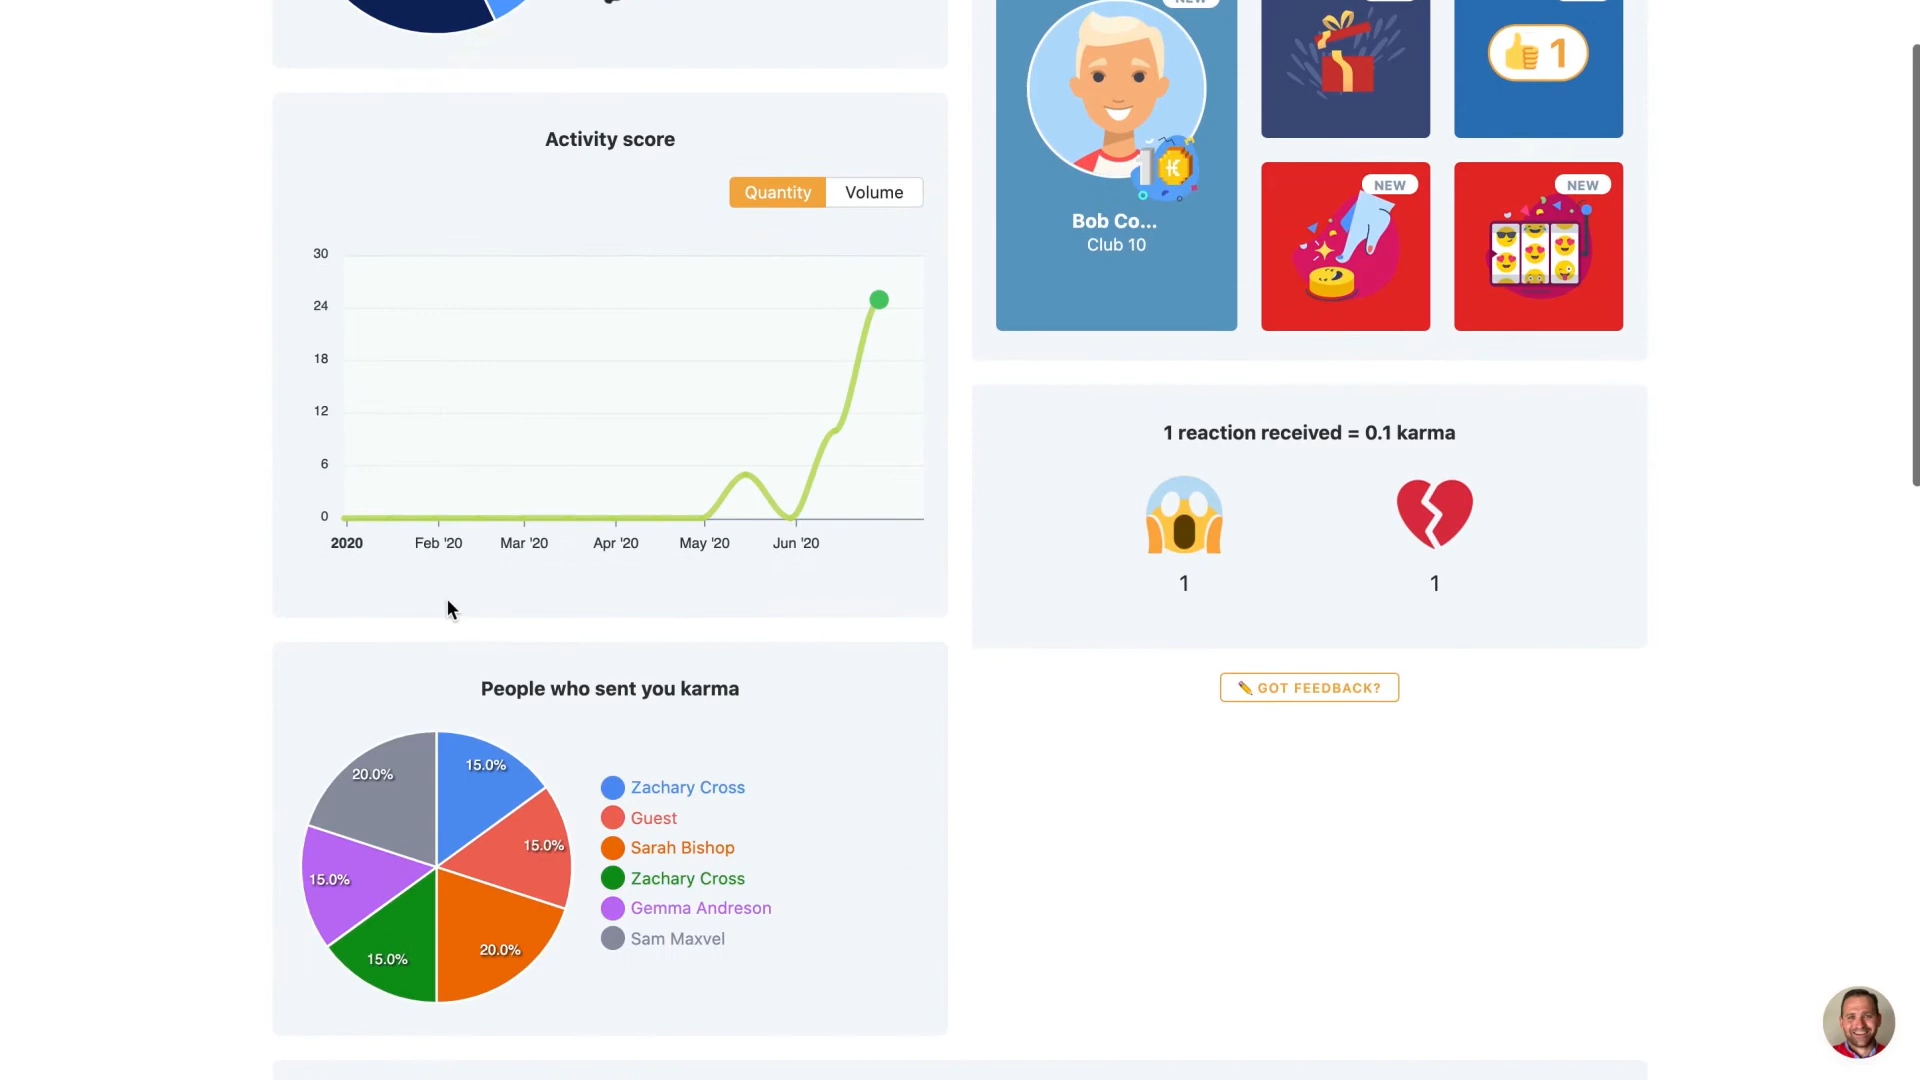 NEW
1
Activity score
Quantity
Volume
30
24
18
12
6
0
2020
Feb '20
Mar '20
Apr '20
May '20
Jun '20
Bob Co...
Club 10
NEW
NEW
1 reaction received = 0.1 karma
1
1
GOT FEEDBACK?
People who sent you karma
15.0%
15.0%
20.0%
15.0%
15.0%
20.0%
Zachary Cross
Guest
Sarah Bishop
Zachary Cross
Gemma Andreson
Sam Maxvel